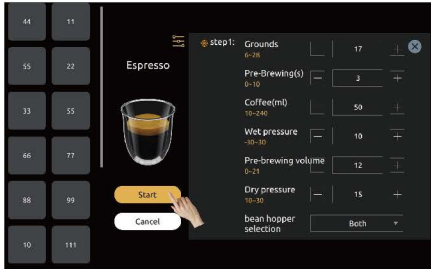 44 11
55 22
33 55
66 77
88 99
10 111
Espresso
Start
Cancel
step1:
Grounds 17
6~28
Pre-Brewing(s) 3
0~10
Coffee(ml) 50
10~240
Wet pressure 10
-30~30
Pre-brewing volume 12
0~21
Dry pressure 15
10~30
bean hopper
selection
Both